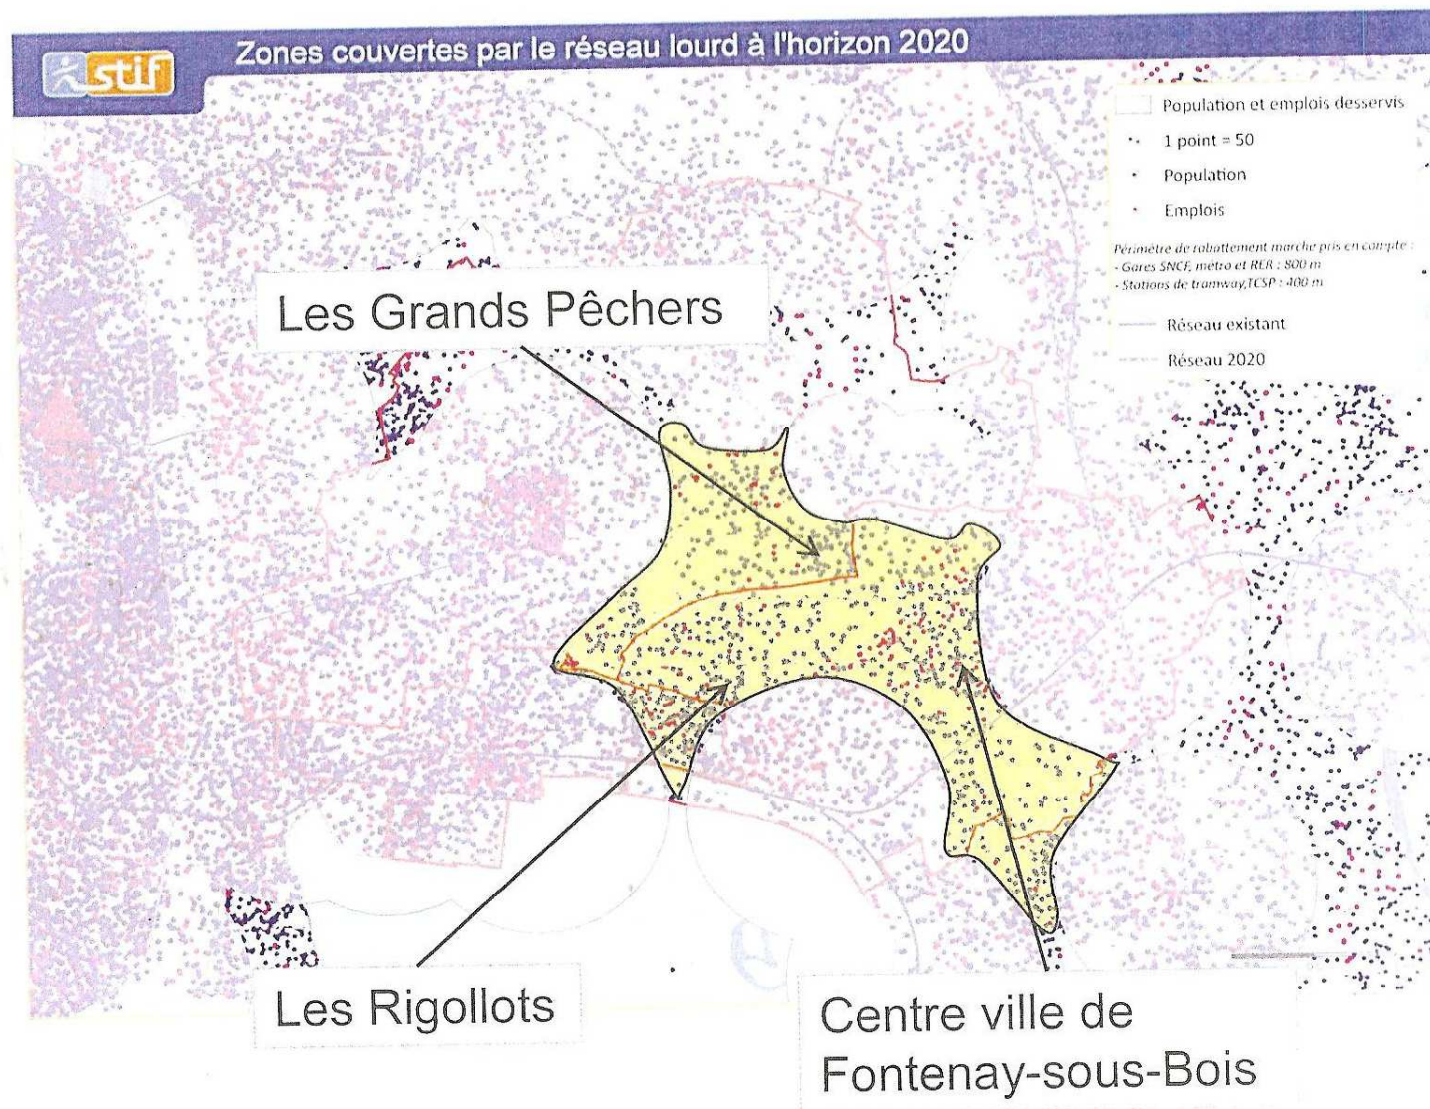 stif
Zones couvertes par le réseau lourd à l'horizon 2020
Population et emplois desservis
1 point = 50
Population
Emplois
Périmètre de rabattement marche pris en compte :
- Gares SNCF, métro et RER : 800 m
- Stations de tramway, TCSP : 400 m
Réseau existant
Réseau 2020
Les Grands Pêchers
Les Rigollots
Centre ville de
Fontenay-sous-Bois